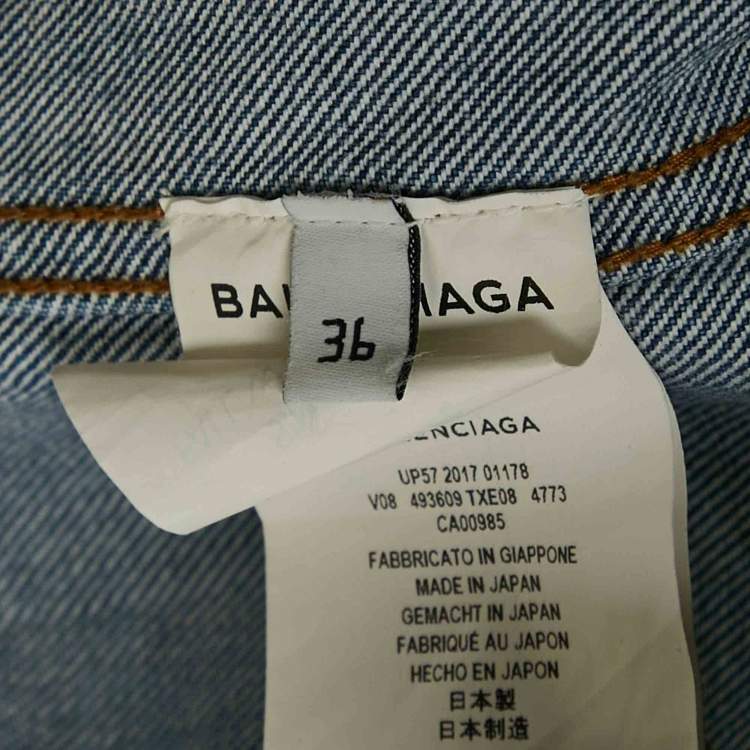 BA IAGA
36
ENCIAGA
UP57 2017 01178
V08 493609 TXE08 4773
CA00985
FABBRICATO IN GIAPPONE
MADE IN JAPAN
GEMACHT IN JAPAN
FABRIQUÉ AU JAPON
HECHO EN JAPON
日本製
日本制造